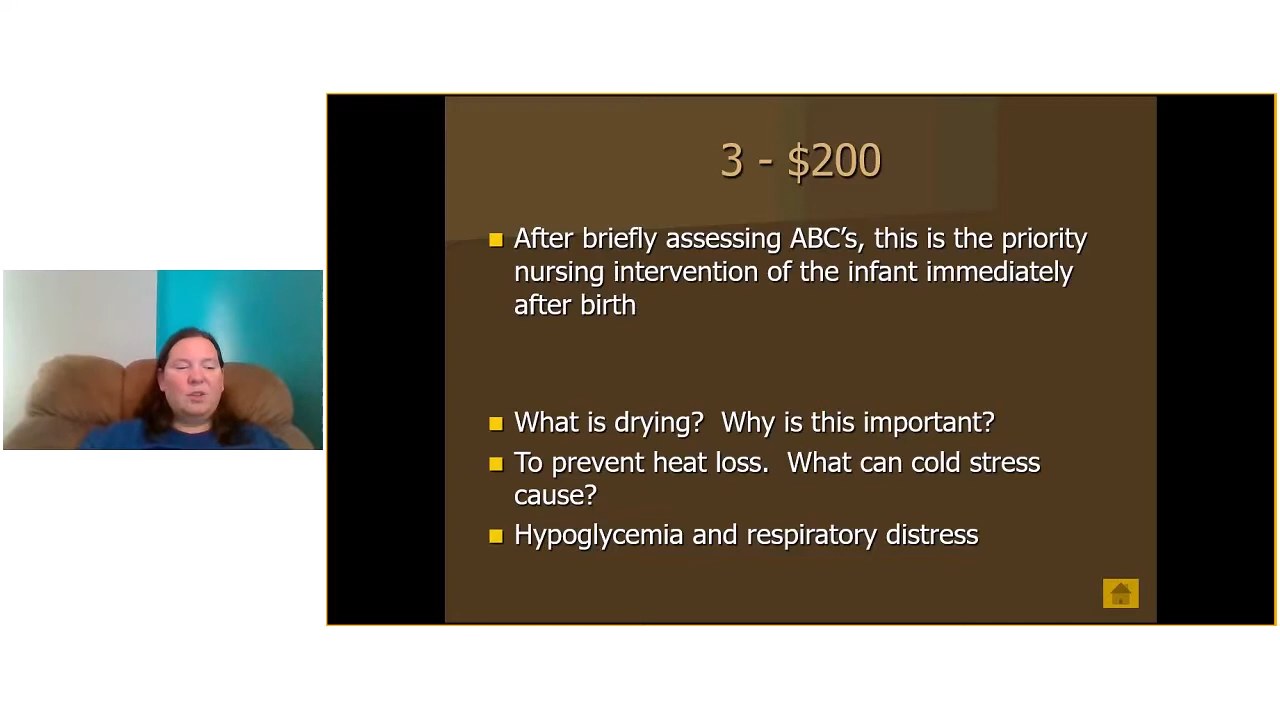 3 - $200
After briefly assessing ABC’s, this is the priority
nursing intervention of the infant immediately
after birth
What is drying?  Why is this important?
To prevent heat loss.  What can cold stress
cause?
Hypoglycemia and respiratory distress